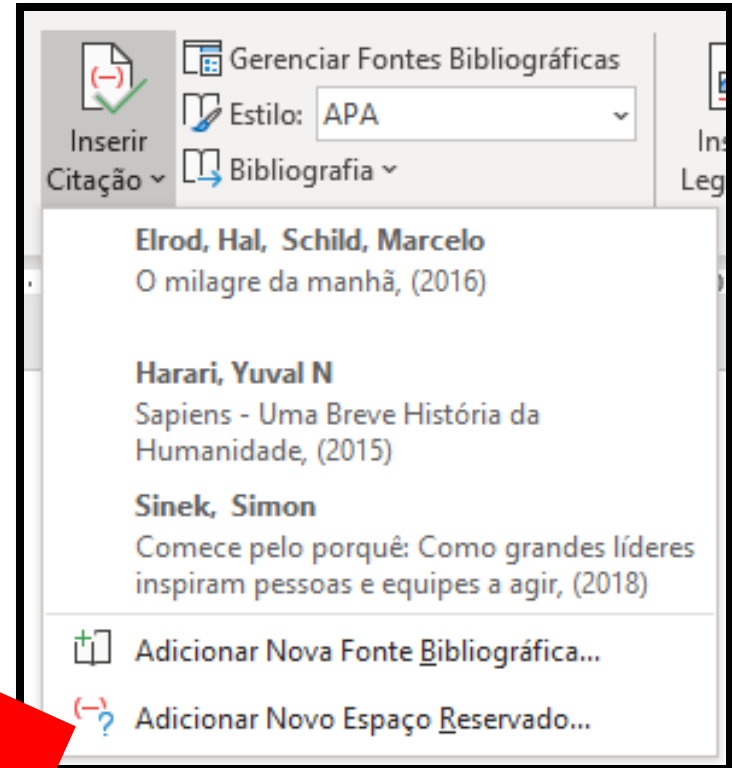 Gerenciar Fontes Bibliográficas
Estilo: APA
Bibliografia
Inserir
Citação
In
Leg
Elrod, Hal, Schild, Marcelo
O milagre da manhã, (2016)
Harari, Yuval N
Sapiens - Uma Breve História da
Humanidade, (2015)
Sinek, Simon
Comece pelo porquê: Como grandes líderes
inspiram pessoas e equipes a agir, (2018)
Adicionar Nova Fonte Bibliográfica...
Adicionar Novo Espaço Reservado...